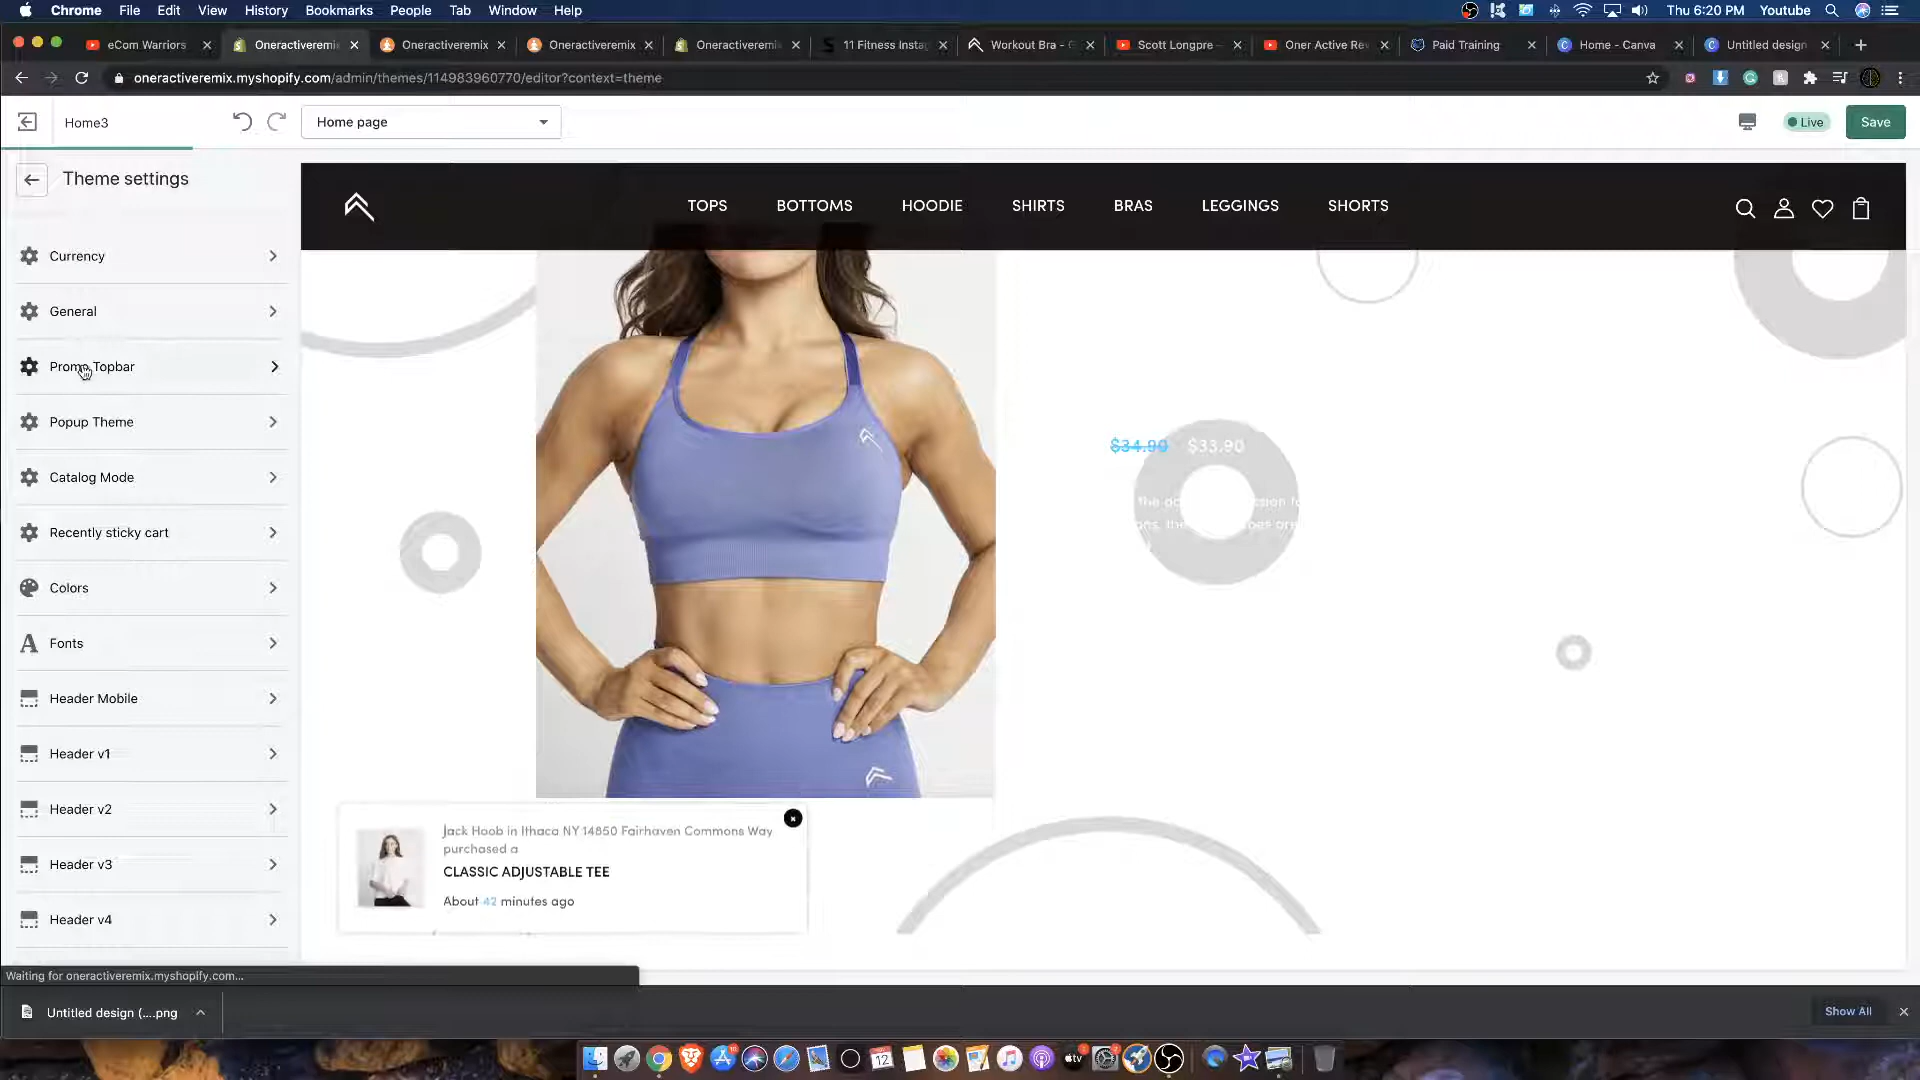 Chrome File Edit View History Bookmarks People Tab Window Help
Thu 6:20 PM Youtube
eCom Warriors
Oneractiveremi
Oneractiveremix
Oneractiveremix
Oneractiveremi
11 Fitness Insta
Workout Bra -
Scott Longpre
Oner Active Re
Paid Training
Home - Canva
Untitled design
oneractiveremix.myshopify.com/admin/themes/114983960770/editor?context=theme
Home3
Home page
Live
Save
Theme settings
Currency
General
Promo Topbar
Popup Theme
Catalog Mode
Recently sticky cart
Colors
Fonts
Header Mobile
Header v1
Header v2
Header v3
Header v4
TOPS BOTTOMS HOODIE SHIRTS BRAS LEGGINGS SHORTS
$34.90 $33.90
Jack Hoob in Ithaca NY 14850 Fairhaven Commons Way
purchased a
CLASSIC ADJUSTABLE TEE
About 42 minutes ago
Waiting for oneractiveremix.myshopify.com...
Untitled design (....png
Show All